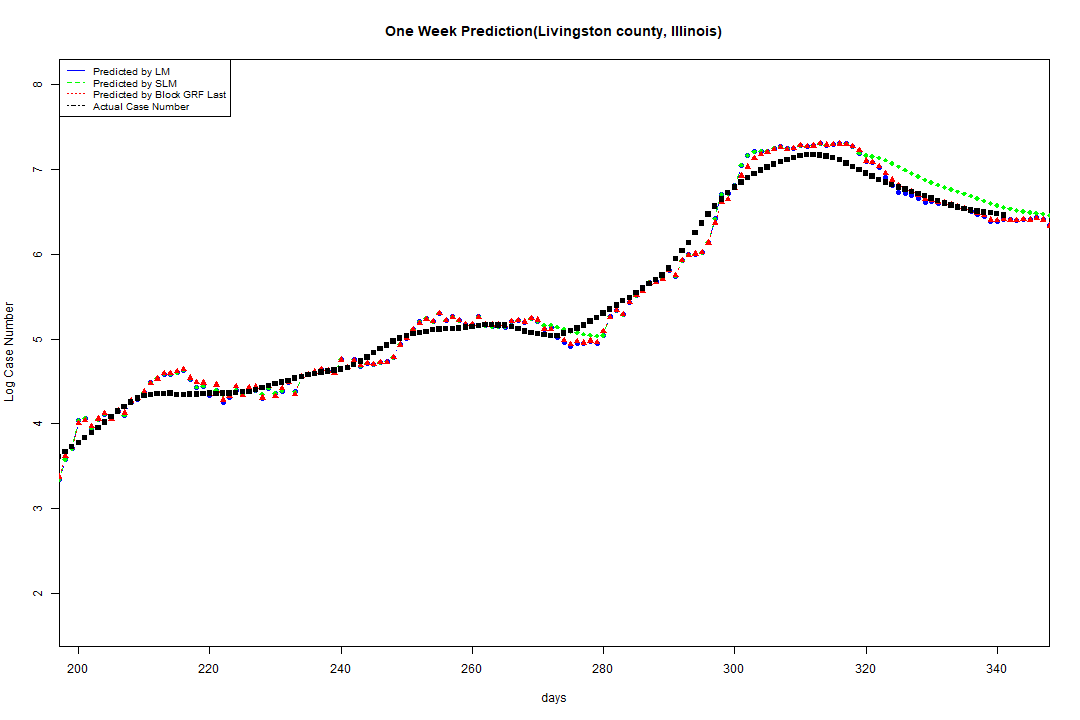 One Week Prediction(Livingston county, Illinois)
Predicted by LM
Predicted by SLM
Predicted by Block GRF Last
Actual Case Number
8
7
6
5
4
3
2
Log Case Number
200 220 240 260 280 300 320 340
days